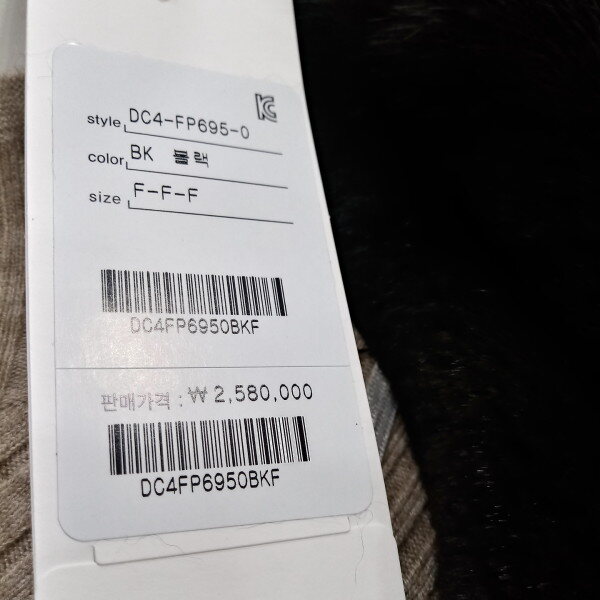 style DC4-FP695-0
color BK 블랙
size F-F-F
DC4FP6950BKF
판매가격 : ₩ 2,580,000
DC4FP6950BKF